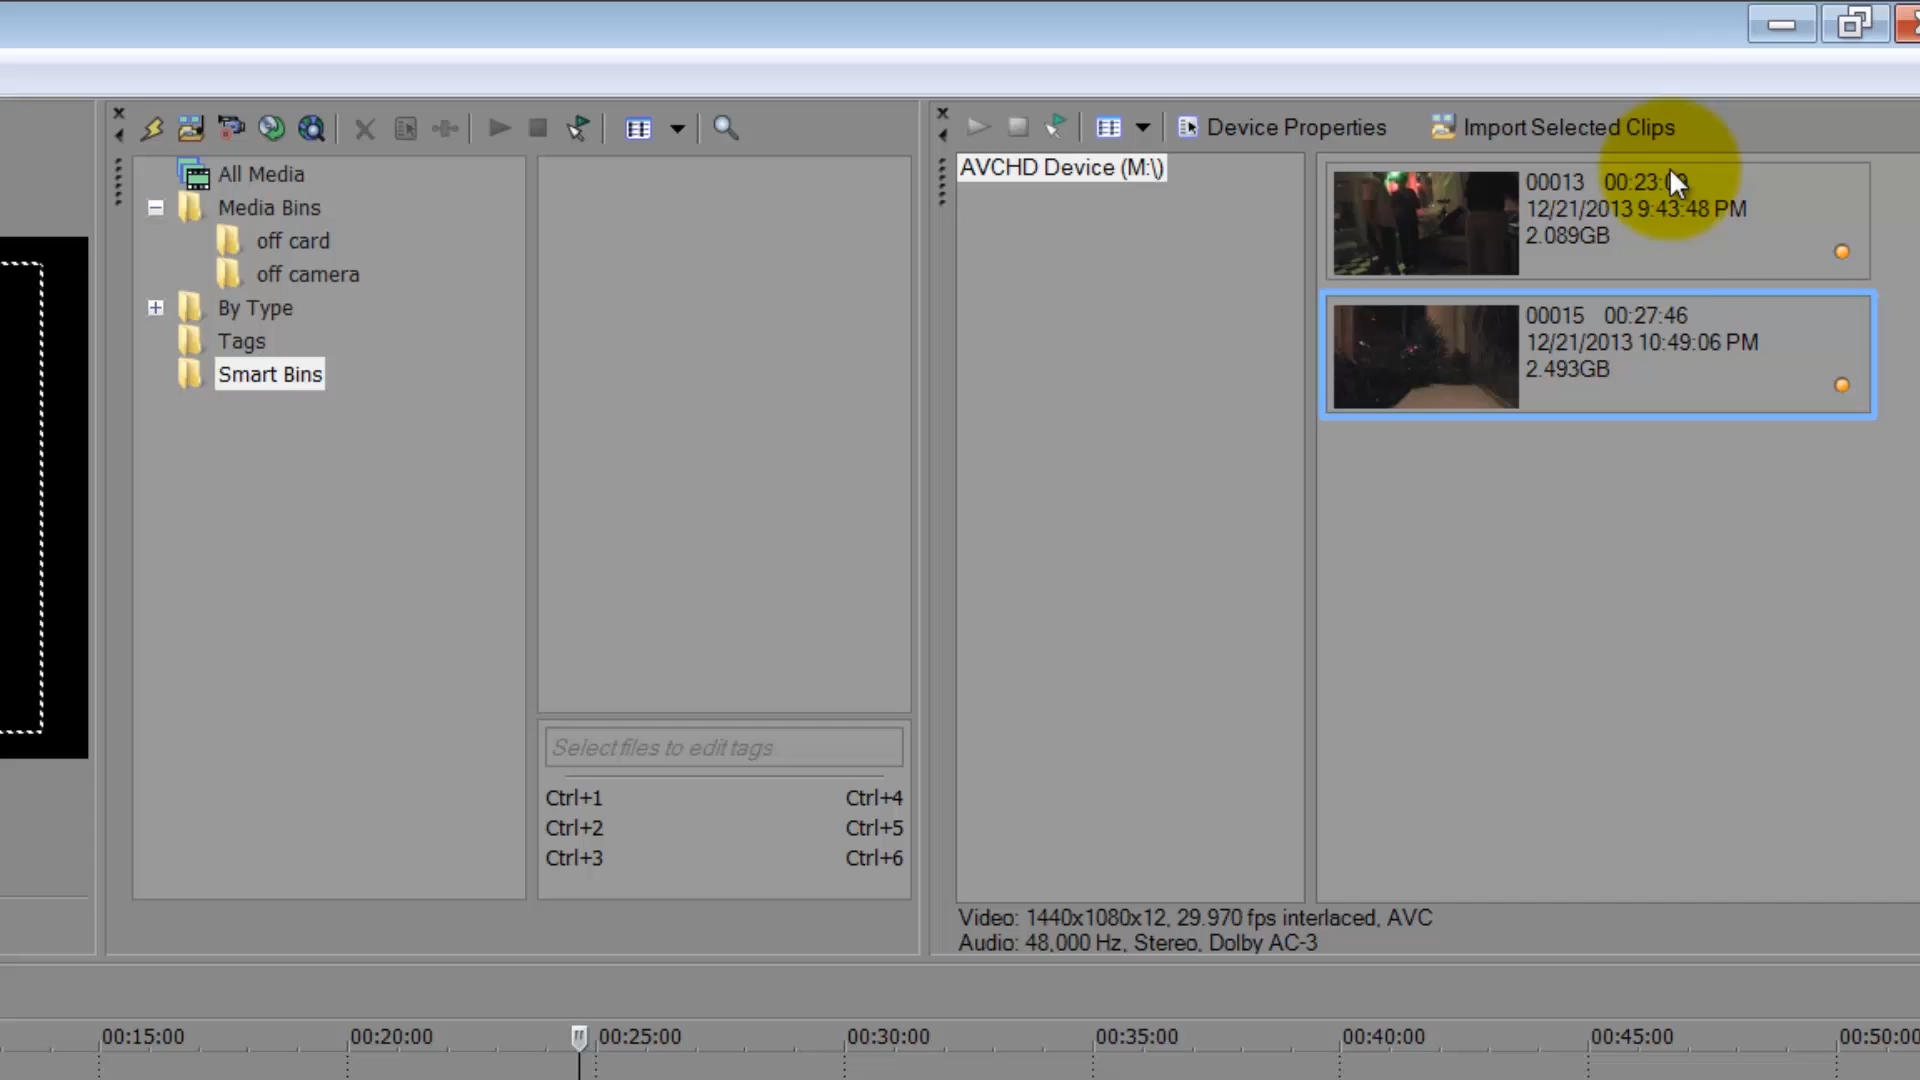 Device Properties
Import Selected Clips
All Media
Media Bins
off card
off camera
By Type
Tags
Smart Bins
Select files to edit tags
Ctrl+1 Ctrl+4
Ctrl+2 Ctrl+5
Ctrl+3 Ctrl+6
AVCHD Device (M:\)
00013
12/21/2013 9:43:48 PM
2.089GB
00015 00:27:46
12/21/2013 10:49:06 PM
2.493GB
Video: 1440x1080x12, 29.970 fps interlaced, AVC
Audio: 48,000 Hz, Stereo, Dolby AC-3
00:15:00 00:20:00 00:25:00 00:30:00 00:35:00 00:40:00 00:45:00